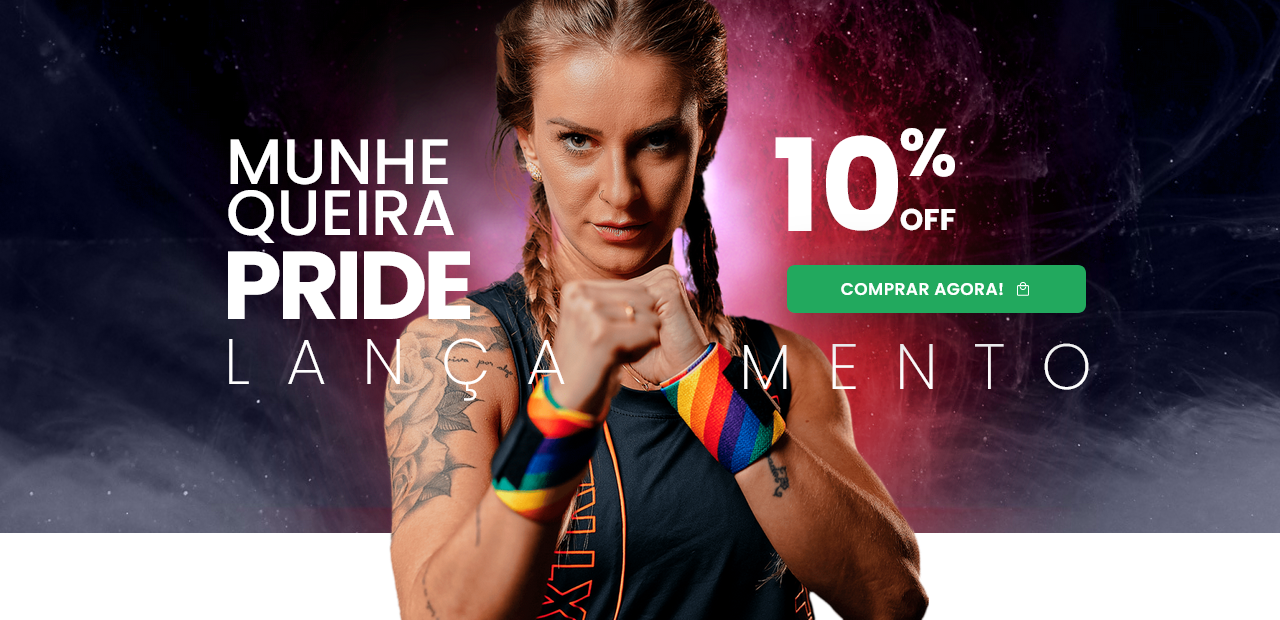 MUNHE
QUEIRA
PRIDE
LANÇAMENTO
10%
OFF
COMPRAR AGORA!